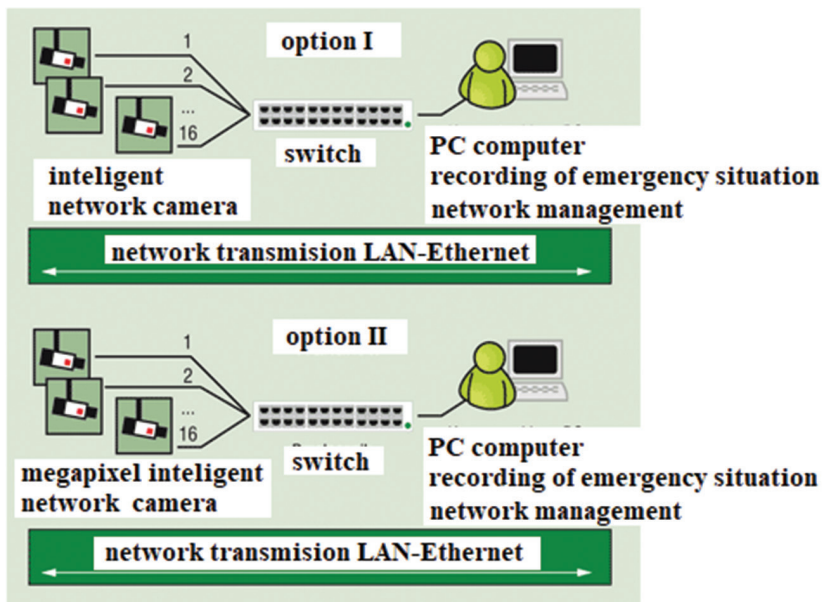 option I
1
2
...
16
switch
inteligent
network camera
PC computer
recording of emergency situation
network management
network transmision LAN-Ethernet
option II
1
2
...
16
switch
megapixel inteligent
network camera
PC computer
recording of emergency situation
network management
network transmision LAN-Ethernet